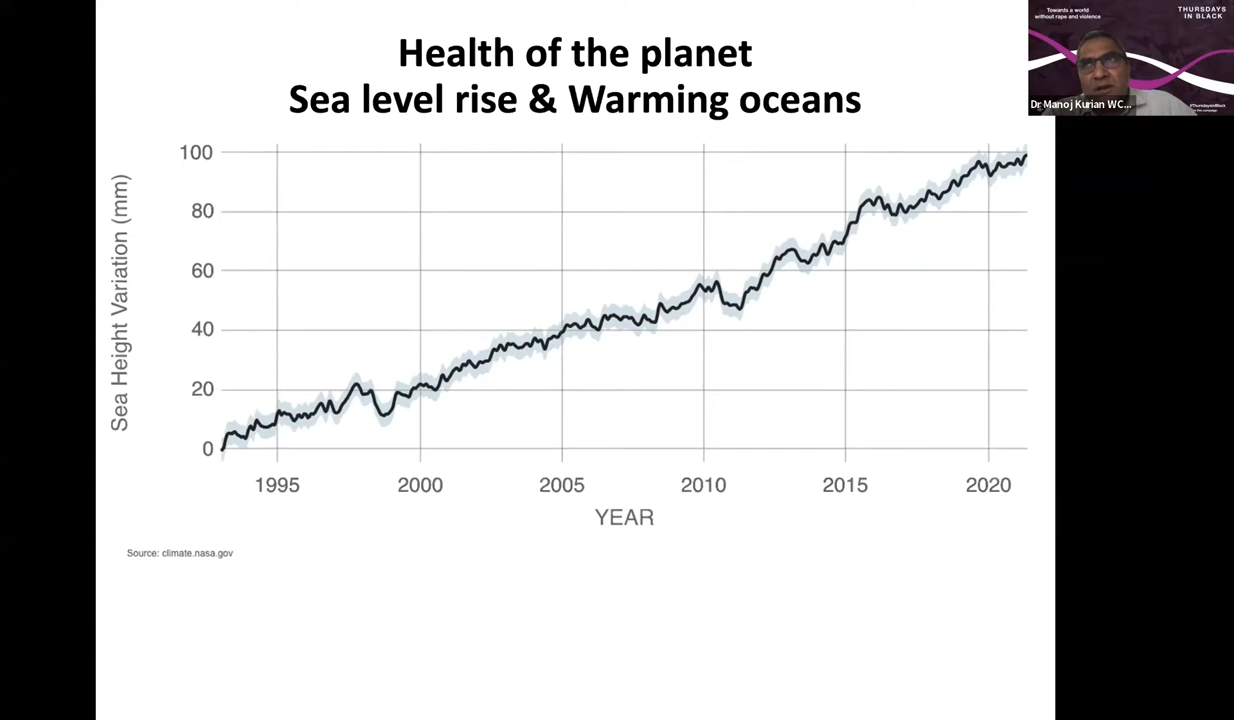 Health of the planet
Sea level rise & Warming oceans
Towards a world
without rape and violence
THURSDAYS
IN BLACK
Dr Manoj Kurian WC...
#ThursdaysinBlack
Sea Height Variation (mm)
100
80
60
40
20
0
1995 2000 2005 2010 2015 2020
YEAR
Source: climate.nasa.gov